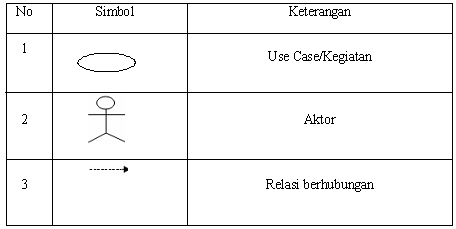 No Simbol Keterangan
1 Use Case/Kegiatan
2 Aktor
3 Relasi berhubungan